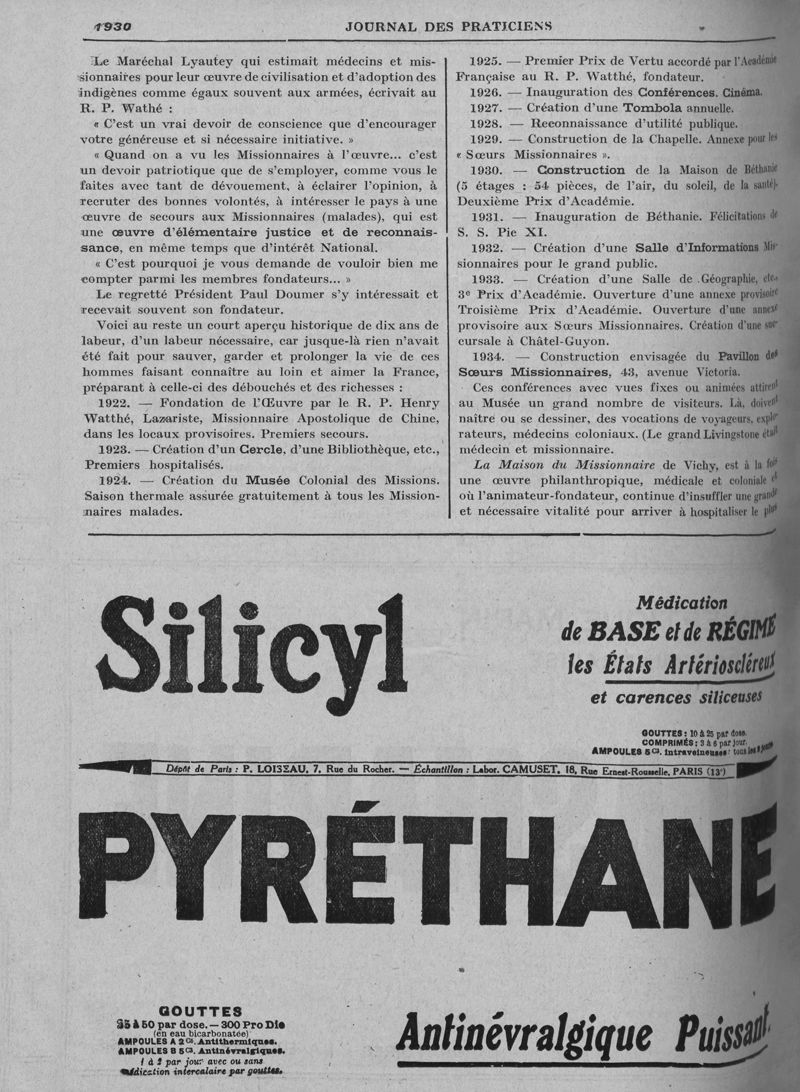 1930
JOURNAL DES PRATICIENS
Le Maréchal Lyautey qui estimait médecins et mis-
sionnaires pour leur œuvre de civilisation et d'adoption des
indigènes comme égaux souvent aux armées, écrivait au
R. P. Wathé :
« C'est un vrai devoir de conscience que d'encourager
votre généreuse et si nécessaire initiative. »
« Quand on a vu les Missionnaires à l'œuvre... c'est
un devoir patriotique que de s'employer, comme vous le
faites avec tant de dévouement, à éclairer l'opinion, à
recruter des bonnes volontés, à intéresser le pays à une
œuvre de secours aux Missionnaires (malades), qui est
une œuvre d'élémentaire justice et de reconnais-
sance, en même temps que d'intérêt National.
« C'est pourquoi je vous demande de vouloir bien me
compter parmi les membres fondateurs... »
Le regretté Président Paul Doumer s'y intéressait et
recevait souvent son fondateur.
Voici au reste un court aperçu historique de dix ans de
labeur, d'un labeur nécessaire, car jusque-là rien n'avait
été fait pour sauver, garder et prolonger la vie de ces
hommes faisant connaître au loin et aimer la France,
préparant à celle-ci des débouchés et des richesses :
1922. — Fondation de l'Œuvre par le R. P. Henry
Watthé, Lazariste, Missionnaire Apostolique de Chine,
dans les locaux provisoires. Premiers secours.
1923. — Création d'un Cercle, d'une Bibliothèque, etc.,
Premiers hospitalisés.
1924. — Création du Musée Colonial des Missions.
Saison thermale assurée gratuitement à tous les Mission-
naires malades.
1925. — Premier Prix de Vertu accordé par l'Académie
Française au R. P. Watthé, fondateur.
1926. — Inauguration des Conférences. Cinéma.
1927. — Création d'une Tombola annuelle.
1928. — Reconnaissance d'utilité publique.
1929. — Construction de la Chapelle. Annexe pour les
« Sœurs Missionnaires ».
1930. — Construction de la Maison de Béthanie
(5 étages : 54 pièces, de l'air, du soleil, de la santé).
Deuxième Prix d'Académie.
1931. — Inauguration de Béthanie. Félicitations de
S. S. Pie XI.
1932. — Création d'une Salle d'Informations Mis-
sionnaires pour le grand public.
1933. — Création d'une Salle de Géographie, etc.
3e Prix d'Académie. Ouverture d'une annexe provisoire
Troisième Prix d'Académie. Ouverture d'une annexe
provisoire aux Sœurs Missionnaires. Création d'une suc-
cursale à Châtel-Guyon.
1934. — Construction envisagée du Pavillon des
Sœurs Missionnaires, 43, avenue Victoria.
Ces conférences avec vues fixes ou animées attirent
au Musée un grand nombre de visiteurs. Là, doivent
naître ou se dessiner, des vocations de voyageurs, explo-
rateurs, médecins coloniaux. (Le grand Livingstone était
médecin et missionnaire.
La Maison du Missionnaire de Vichy, est à la fois
une œuvre philanthropique, médicale et coloniale et
où l'animateur-fondateur, continue d'insuffler une grande
et nécessaire vitalité pour arriver à hospitaliser le plus
Silicyl
Médication
de BASE et de RÉGIME
les États Artérioscléreux
et carences siliceuses
GOUTTES : 10 à 25 par dose.
COMPRIMÉS : 3 à 6 par jour.
AMPOULES 5 cc. intraveineuses : tous les 2 jours
Dépôt de Paris : P. LOISEAU, 7, Rue du Rocher. — Échantillon : Labor. CAMUSET, 18, Rue Ernest-Rousselle, PARIS (13e)
PYRÉTHANE
GOUTTES
25 à 50 par dose. — 300 Pro Die
(en eau bicarbonatée)
AMPOULES A 2 cc. Antithermiques.
AMPOULES B 5 cc. Antinévralgiques.
1 à 2 par jour avec ou sans
médication intercalaire par gouttes.
Antinévralgique Puissant